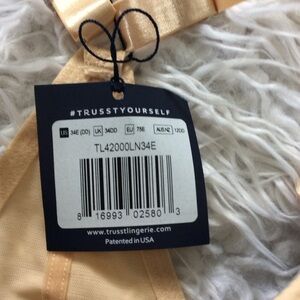 #TRUSSTYOURSELF
US 34E (DD) UK 34DD EU 75E AUS/NZ 12DD
TL42000LN34E
8 16993 02580 3
www.trusstlingerie.com
Patented in USA